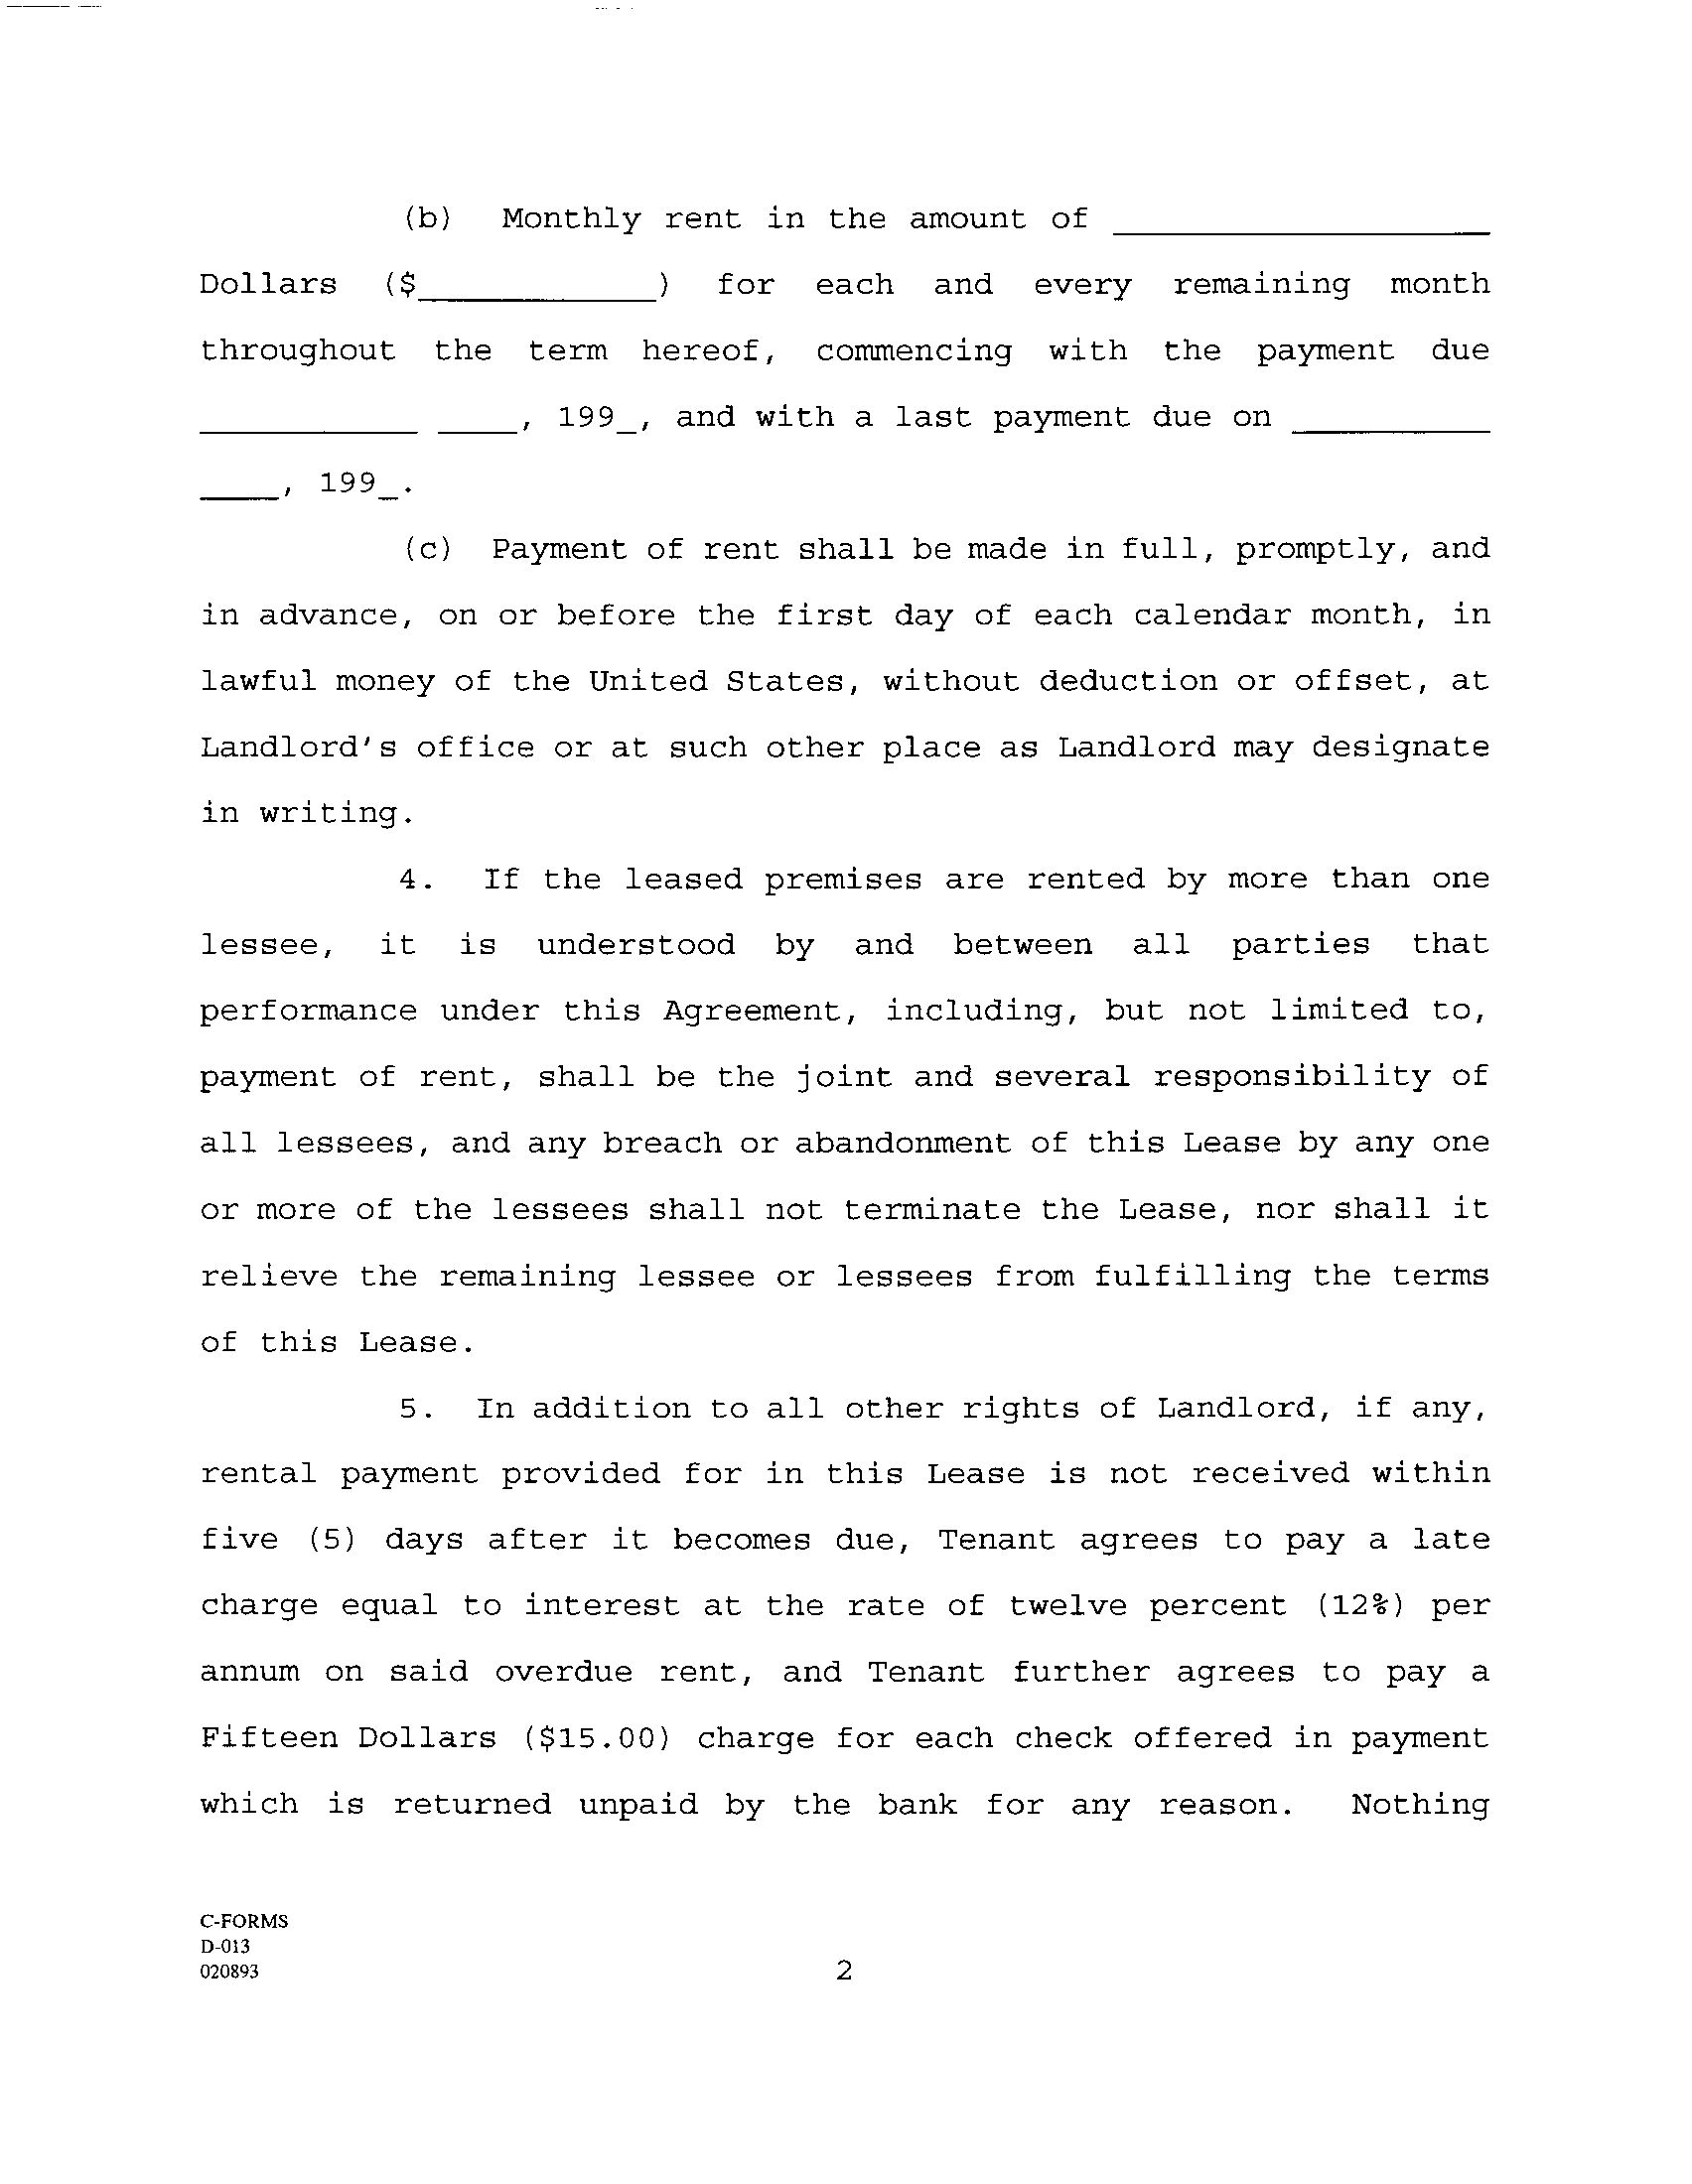 (b) Monthly rent in the amount of ___________________
Dollars ($____________) for each and every remaining month
throughout the term hereof, commencing with the payment due
___________ ____, 199_, and with a last payment due on __________
____, 199_.
(c) Payment of rent shall be made in full, promptly, and
in advance, on or before the first day of each calendar month, in
lawful money of the United States, without deduction or offset, at
Landlord's office or at such other place as Landlord may designate
in writing.
4. If the leased premises are rented by more than one
lessee, it is understood by and between all parties that
performance under this Agreement, including, but not limited to,
payment of rent, shall be the joint and several responsibility of
all lessees, and any breach or abandonment of this Lease by any one
or more of the lessees shall not terminate the Lease, nor shall it
relieve the remaining lessee or lessees from fulfilling the terms
of this Lease.
5. In addition to all other rights of Landlord, if any,
rental payment provided for in this Lease is not received within
five (5) days after it becomes due, Tenant agrees to pay a late
charge equal to interest at the rate of twelve percent (12%) per
annum on said overdue rent, and Tenant further agrees to pay a
Fifteen Dollars ($15.00) charge for each check offered in payment
which is returned unpaid by the bank for any reason. Nothing
C-FORMS
D-013
020893
2